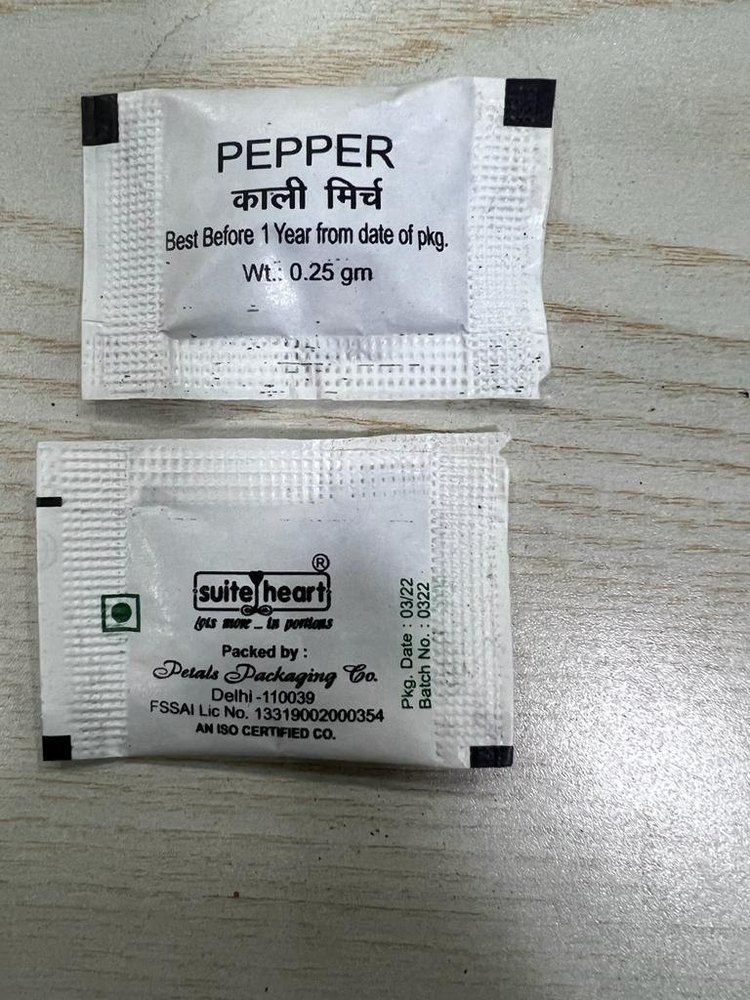 PEPPER
काली मिर्च
Best Before 1 Year from date of pkg.
Wt.: 0.25 gm
suite heart ®
lots more ... in portions
Packed by :
Petals Packaging Co.
Delhi -110039
FSSAI Lic No. 13319002000354
AN ISO CERTIFIED CO.
Pkg. Date : 03/22
Batch No. : 0322